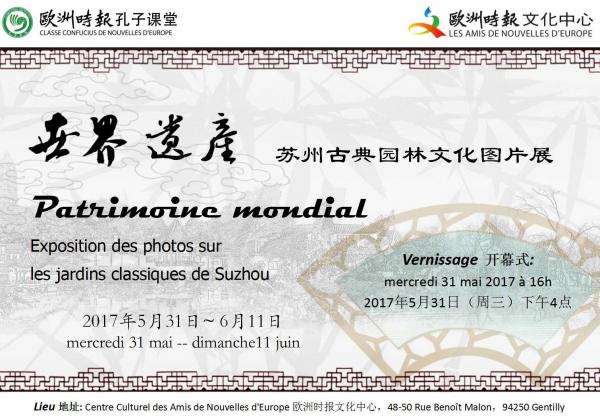 欧洲时报孔子课堂
CLASSE CONFUCIUS DE NOUVELLES D'EUROPE
欧洲时报文化中心
LES AMIS DE NOUVELLES D'EUROPE
世界遗產
苏州古典园林文化图片展
Patrimoine mondial
Exposition des photos sur
les jardins classiques de Suzhou
Vernissage 开幕式:
mercredi 31 mai 2017 à 16h
2017年5月31日（周三）下午4点
2017年5月31日～6月11日
mercredi 31 mai -- dimanche11 juin
Lieu 地址: Centre Culturel des Amis de Nouvelles d'Europe 欧洲时报文化中心，48-50 Rue Benoît Malon，94250 Gentilly